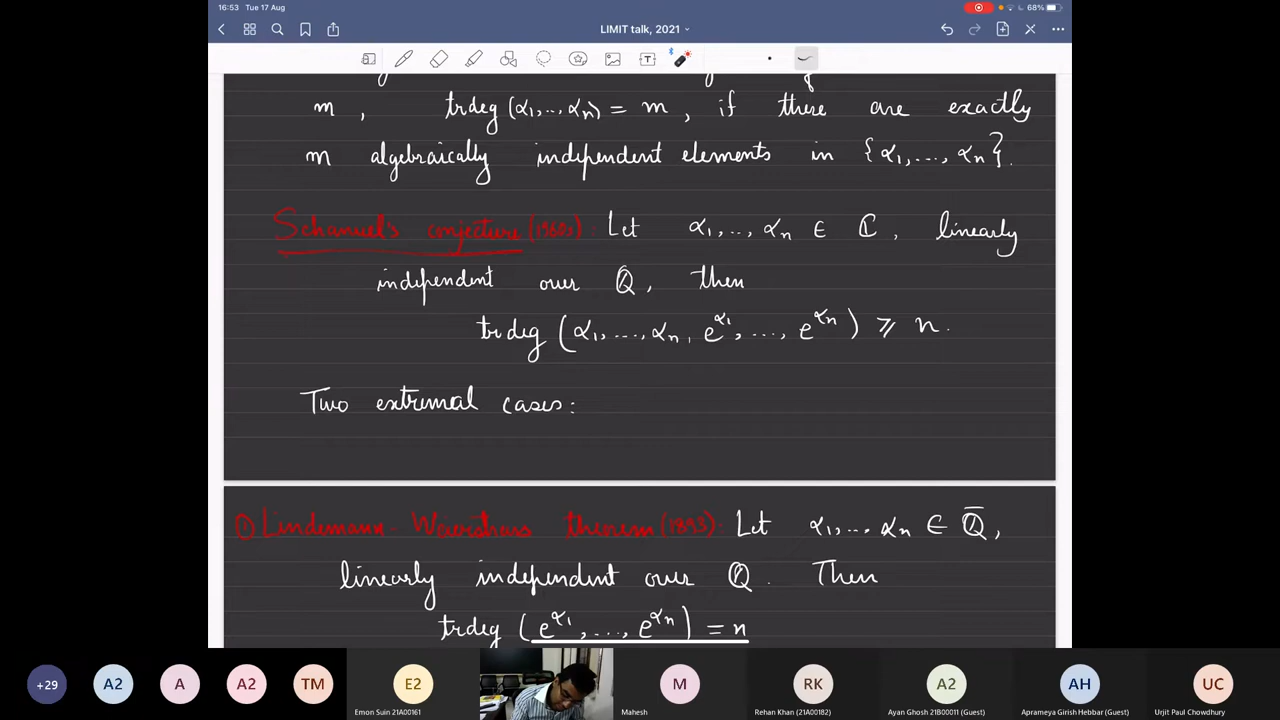 16:53 Tue 17 Aug
68%
LIMIT talk, 2021
m, trdeg (α₁,...,αₙ) = m, if there are exactly
m algebraically independent elements in {α₁,...,αₙ}.
Schanuel's conjecture (1960s): Let α₁,..,αₙ ∈ ℂ, linearly
independent over ℚ, then
trdeg (α₁,...,αₙ, e^α₁,...,e^αₙ) ≥ n.
Two extremal cases:
① Lindemann-Weierstrass theorem (1893): Let α₁,...αₙ ∈ ℚ̄,
linearly independent over ℚ. Then
trdeg (e^α₁,...,e^αₙ) = n
+29
A2
A
A2
TM
E2
M
RK
A2
AH
UC
Emon Suin 21A00161
Mahesh
Rehan Khan (21A00182)
Ayan Ghosh 21B00011 (Guest)
Aprameya Girish Hebbar (Guest)
Urjit Paul Chowdhury